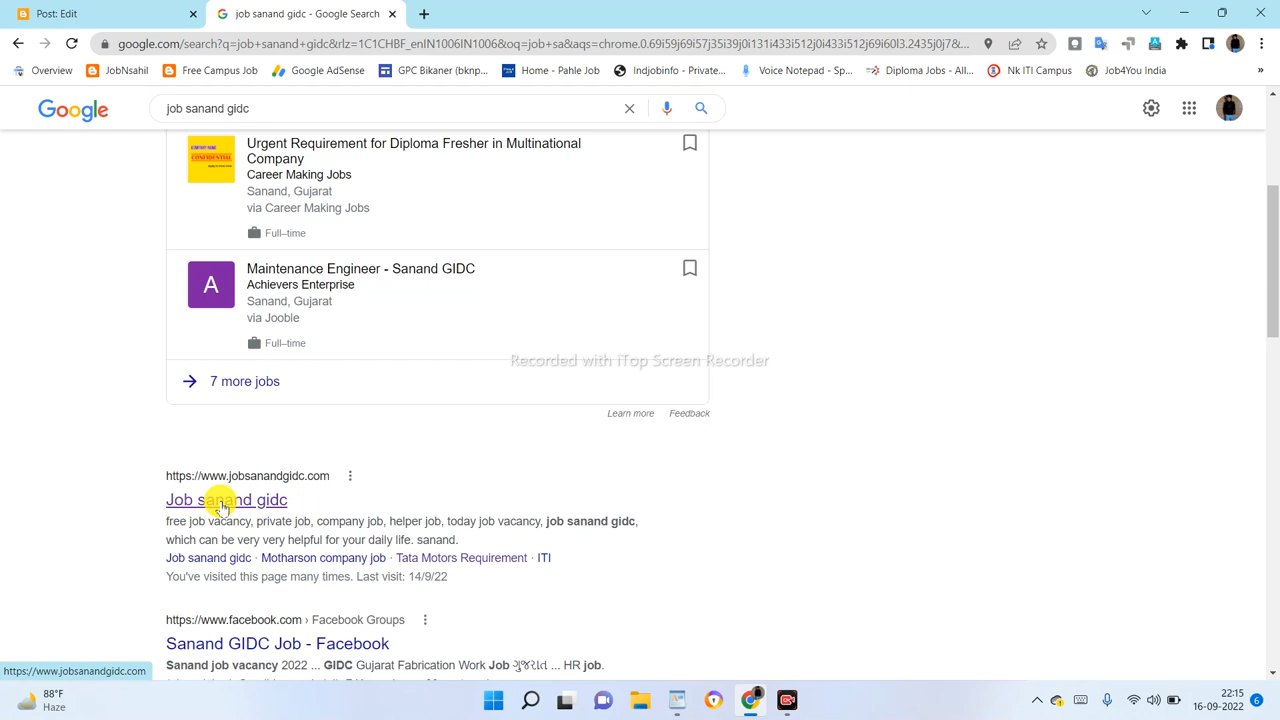 Post: Edit
job sanand gidc - Google Search
google.com/search?q=job+sanand+gidc&rlz=1C1CHBF_enIN1006IN1006&oq=job+sa&aqs=chrome.0.69i59j69i57j35i39j0i131i433i512j0i433i512j69i60l3.2435j0j7&...
Overview
JobNsahil
Free Campus Job
Google AdSense
GPC Bikaner (bknp...
Home - Pahle Job
Indjobinfo - Private...
Voice Notepad - Sp...
Diploma Jobs - All...
Nk ITI Campus
Job4You India
»
Google
job sanand gidc
CONFIDENTIAL
Urgent Requirement for Diploma Fresher in Multinational
Company
Career Making Jobs
Sanand, Gujarat
via Career Making Jobs
Full–time
A
Maintenance Engineer - Sanand GIDC
Achievers Enterprise
Sanand, Gujarat
via Jooble
Full–time
Recorded with iTop Screen Recorder
7 more jobs
Learn more
Feedback
https://www.jobsanandgidc.com
Job sanand gidc
free job vacancy, private job, company job, helper job, today job vacancy, job sanand gidc,
which can be very very helpful for your daily life. sanand.
Job sanand gidc · Motharson company job · Tata Motors Requirement · ITI
You've visited this page many times. Last visit: 14/9/22
https://www.facebook.com › Facebook Groups
Sanand GIDC Job - Facebook
Sanand job vacancy 2022 ... GIDC Gujarat Fabrication Work Job ગુજરાત ... HR job.
https://www.jobsanandgidc.com
88°F
Haze
22:15
16-09-2022
6